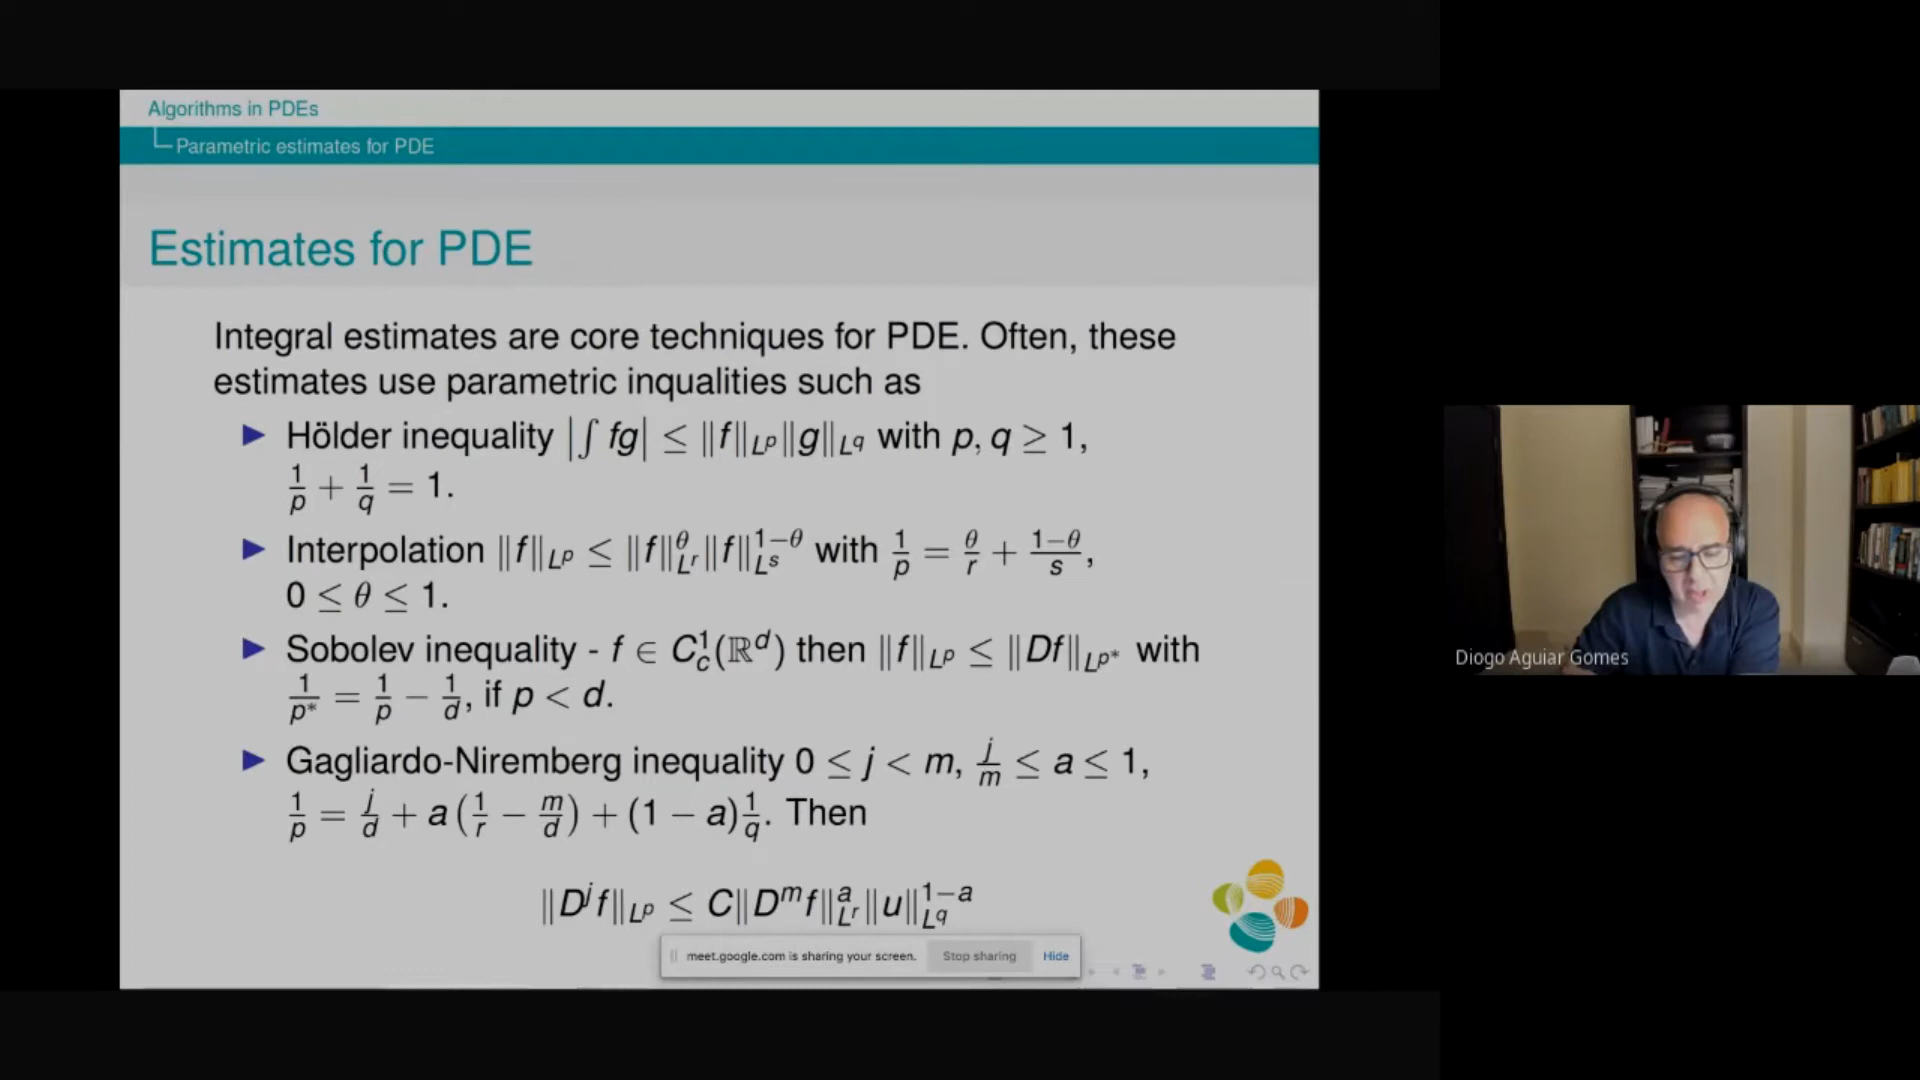 Algorithms in PDEs
Parametric estimates for PDE
Estimates for PDE
Integral estimates are core techniques for PDE. Often, these
estimates use parametric inqualities such as
▶ Hölder inequality |∫ fg| ≤ ‖f‖_{L^p}‖g‖_{L^q} with p, q ≥ 1,
1/p + 1/q = 1.
▶ Interpolation ‖f‖_{L^p} ≤ ‖f‖^θ_{L^r}‖f‖^{1−θ}_{L^s} with 1/p = θ/r + (1−θ)/s,
0 ≤ θ ≤ 1.
▶ Sobolev inequality - f ∈ C^1_c(ℝ^d) then ‖f‖_{L^p} ≤ ‖Df‖_{L^{p*}} with
1/p* = 1/p − 1/d, if p < d.
▶ Gagliardo-Niremberg inequality 0 ≤ j < m, j/m ≤ a ≤ 1,
1/p = j/d + a(1/r − m/d) + (1 − a)1/q. Then
‖D^j f‖_{L^p} ≤ C‖D^m f‖^a_{L^r}‖u‖^{1−a}_{L^q}
meet.google.com is sharing your screen. Stop sharing Hide
Diogo Aguiar Gomes